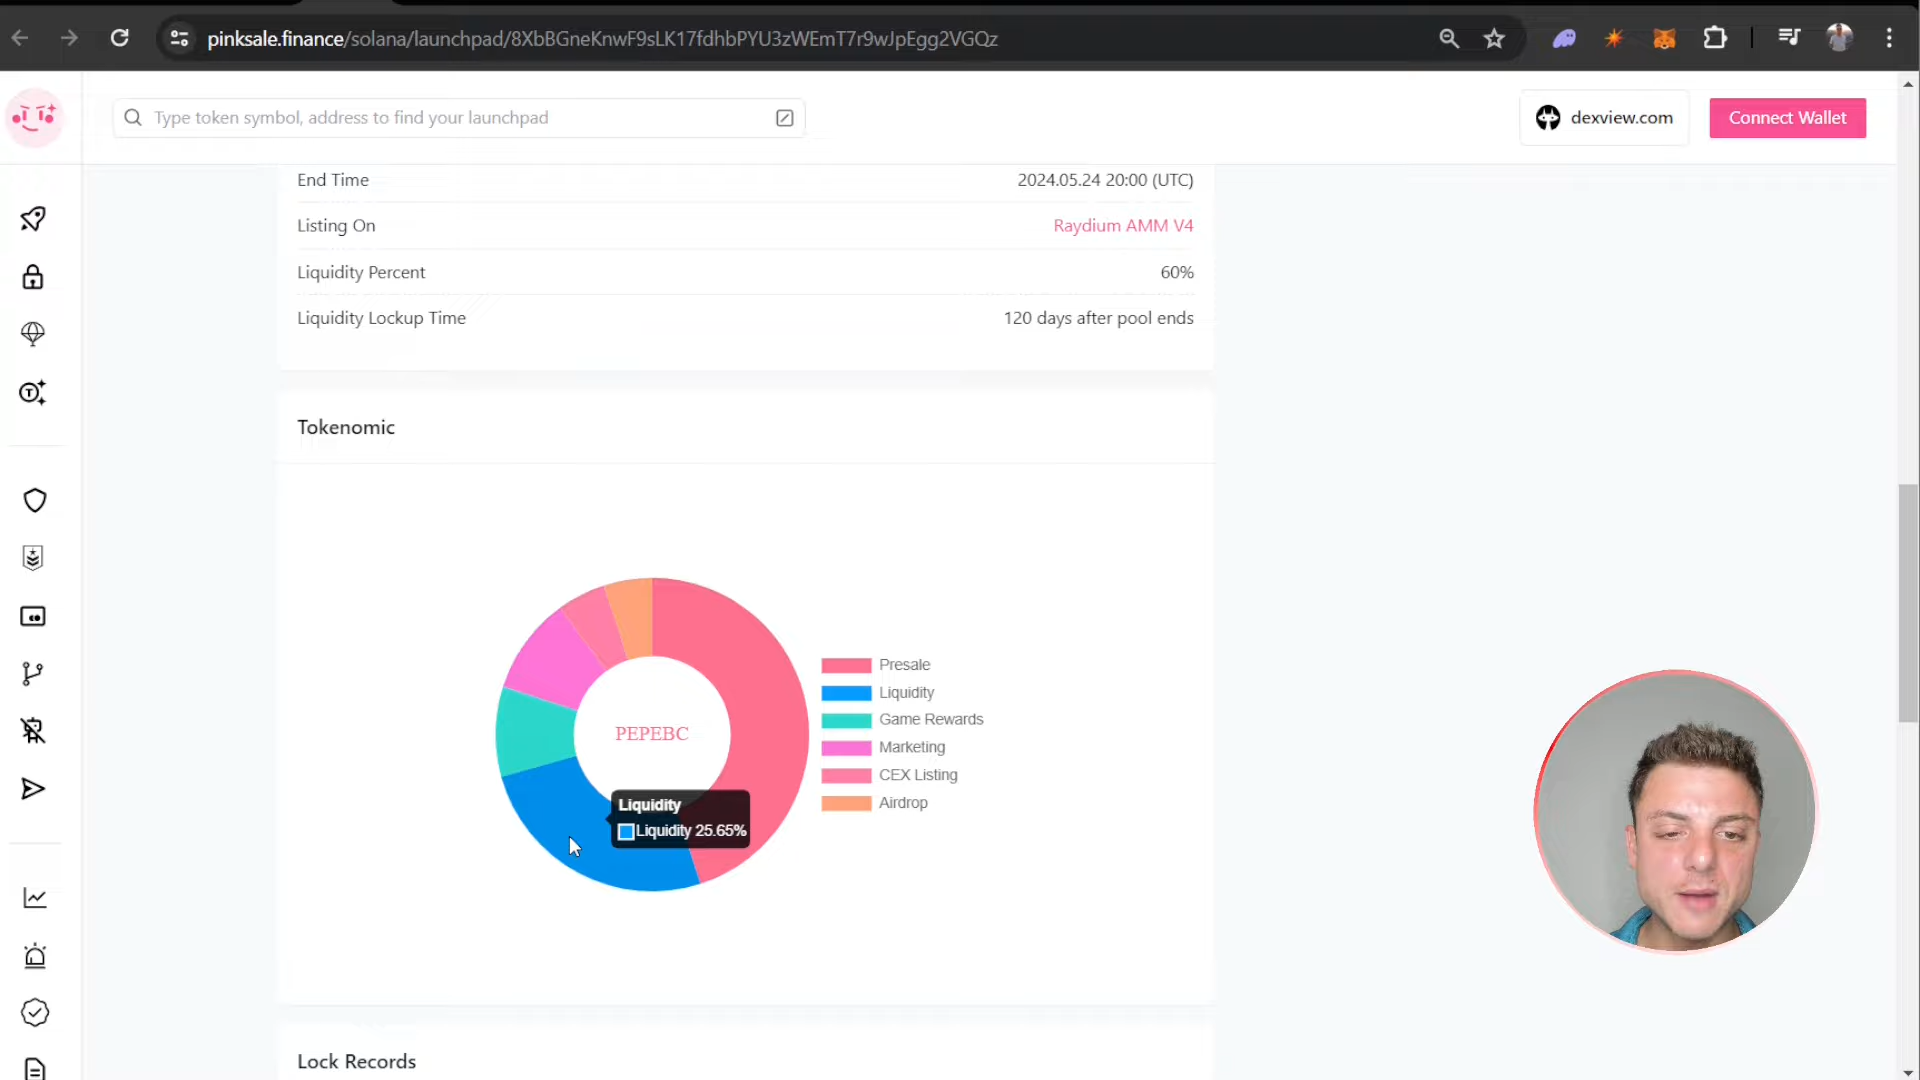 pinksale.finance/solana/launchpad/8XbBGneKnwF9sLK17fdhbPYU3zWEmT7r9wJpEgg2VGQz
Type token symbol, address to find your launchpad
dexview.com
Connect Wallet
End Time
2024.05.24 20:00 (UTC)
Listing On
Raydium AMM V4
Liquidity Percent
60%
Liquidity Lockup Time
120 days after pool ends
Tokenomic
PEPEBC
Liquidity
Liquidity 25.65%
Presale
Liquidity
Game Rewards
Marketing
CEX Listing
Airdrop
Lock Records